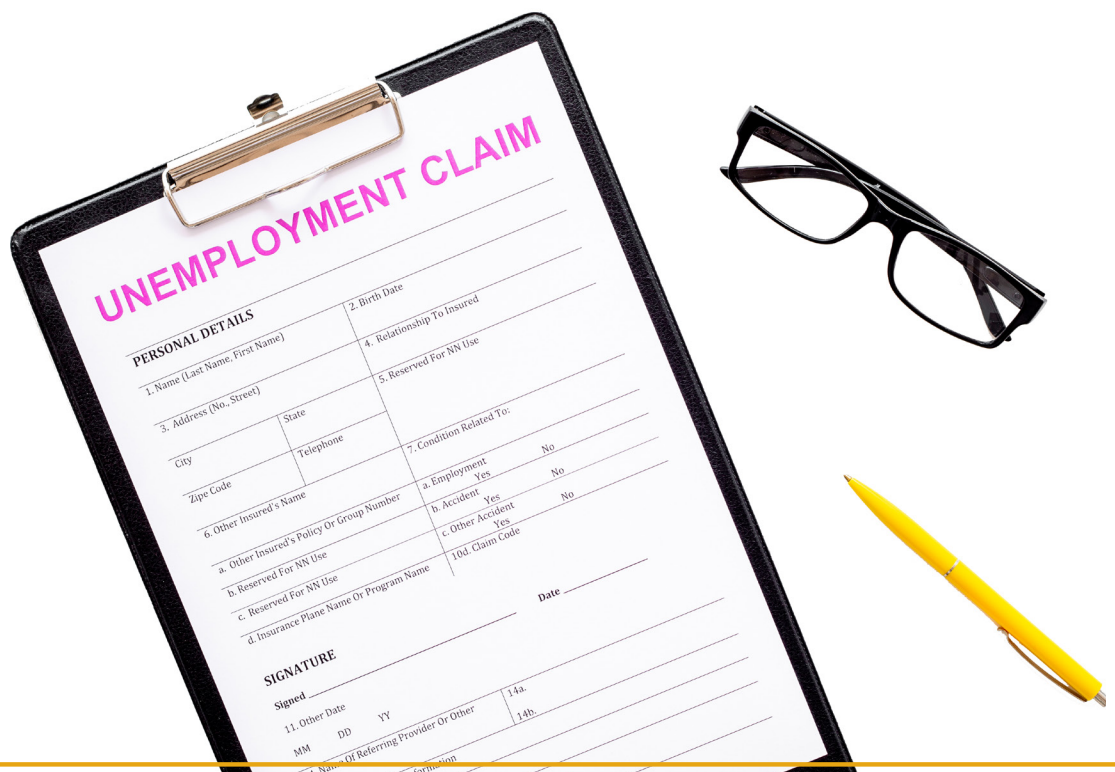 UNEMPLOYMENT CLAIM
PERSONAL DETAILS
1. Name (Last Name, First Name)
2. Birth Date
3. Address (No., Street)
4. Relationship To Insured
City
State
5. Reserved For NN Use
Zipe Code
Telephone
6. Other Insured's Name
7. Condition Related To:
a. Other Insured's Policy Or Group Number
a. Employment
Yes No
b. Reserved For NN Use
b. Accident
Yes No
c. Reserved For NN Use
c. Other Accident
Yes No
d. Insurance Plane Name Or Program Name
10d. Claim Code
SIGNATURE
Signed
Date
11. Other Date
MM DD YY
14a.
Name Of Referring Provider Or Other
14b.